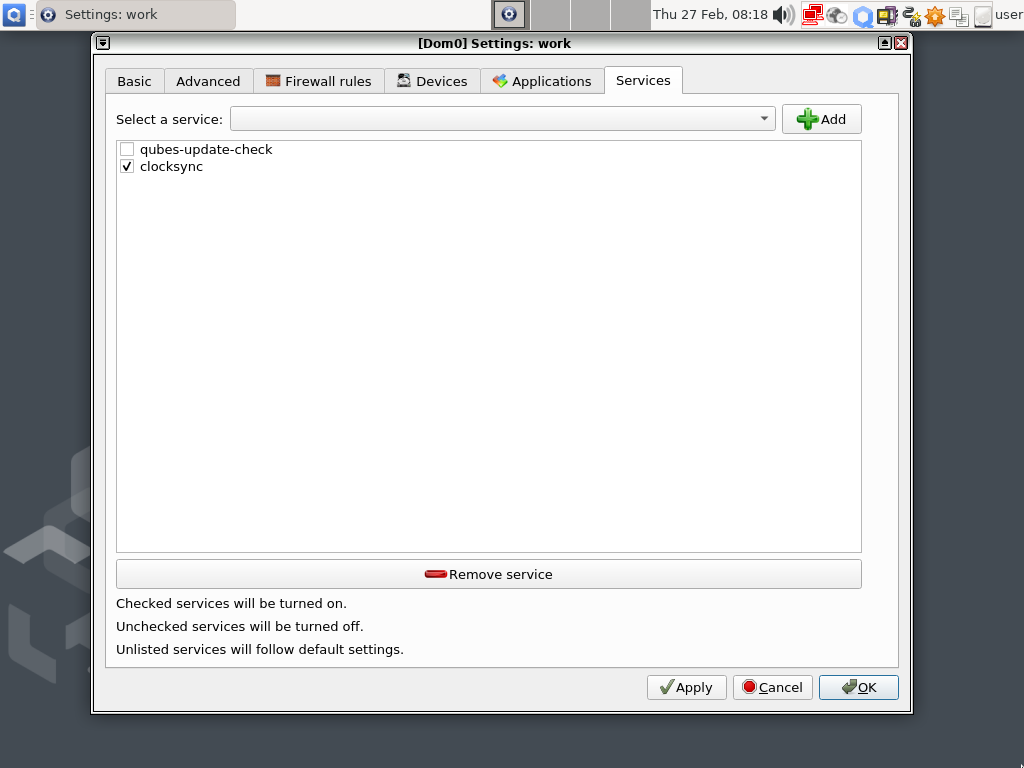 Settings: work
Thu 27 Feb, 08:18
user
[Dom0] Settings: work
Basic
Advanced
Firewall rules
Devices
Applications
Services
Select a service:
Add
qubes-update-check
clocksync
Remove service
Checked services will be turned on.
Unchecked services will be turned off.
Unlisted services will follow default settings.
Apply
Cancel
OK